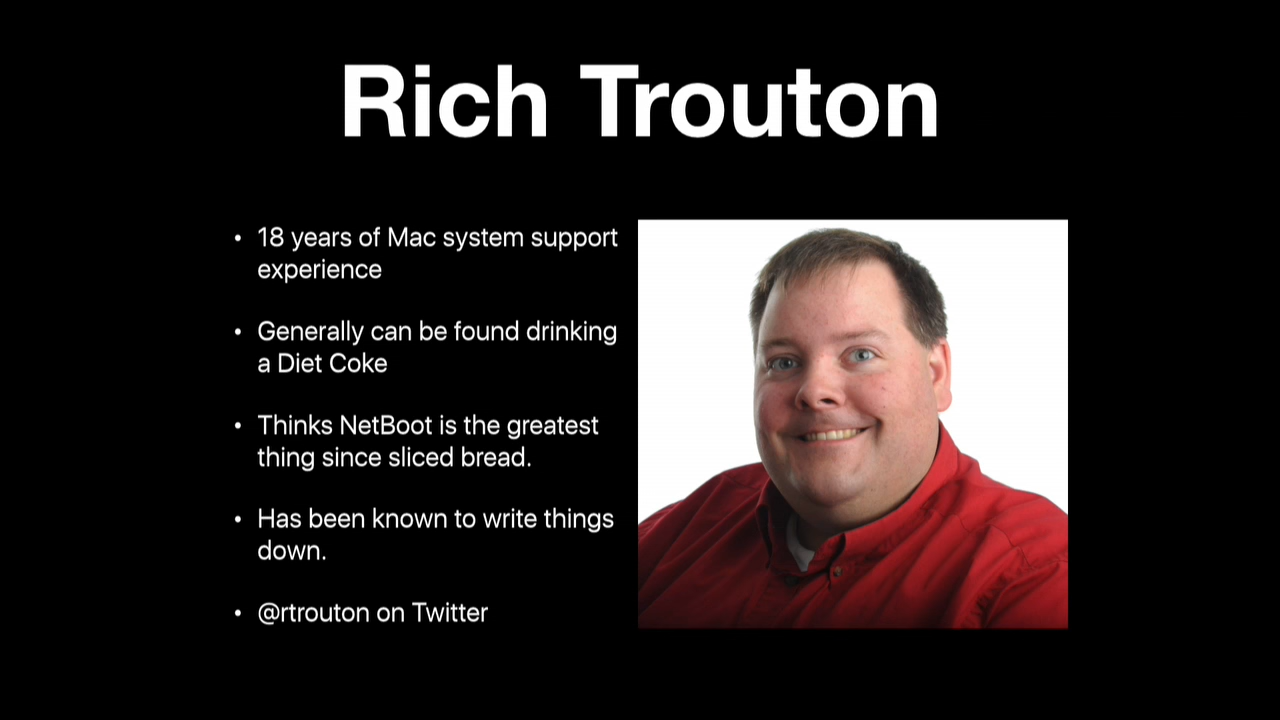 Rich Trouton
• 18 years of Mac system support
experience
• Generally can be found drinking
a Diet Coke
• Thinks NetBoot is the greatest
thing since sliced bread.
• Has been known to write things
down.
• @rtrouton on Twitter